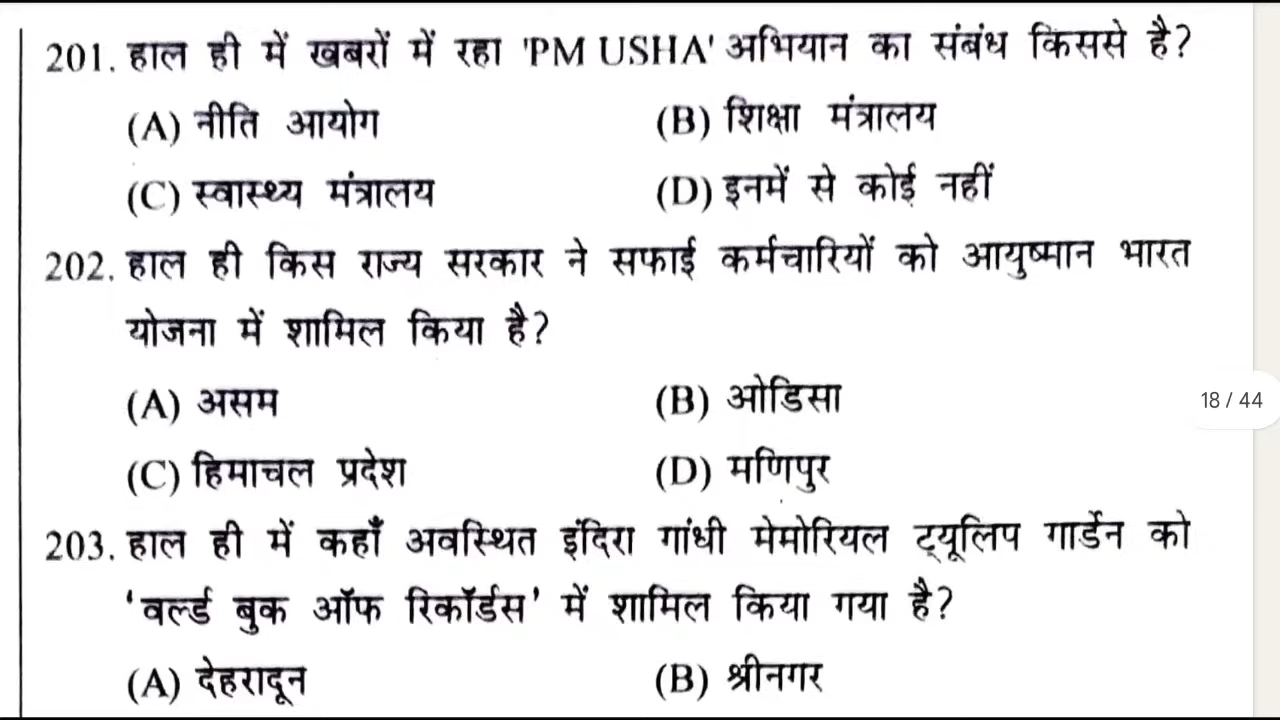 201. हाल ही में खबरों में रहा 'PM USHA' अभियान का संबंध किससे है?
(A) नीति आयोग (B) शिक्षा मंत्रालय
(C) स्वास्थ्य मंत्रालय (D) इनमें से कोई नहीं
202. हाल ही किस राज्य सरकार ने सफाई कर्मचारियों को आयुष्मान भारत
योजना में शामिल किया है?
(A) असम (B) ओडिसा
18 / 44
(C) हिमाचल प्रदेश (D) मणिपुर
203. हाल ही में कहाँ अवस्थित इंदिरा गांधी मेमोरियल ट्यूलिप गार्डेन को
'वर्ल्ड बुक ऑफ रिकॉर्डस' में शामिल किया गया है?
(A) देहरादून (B) श्रीनगर